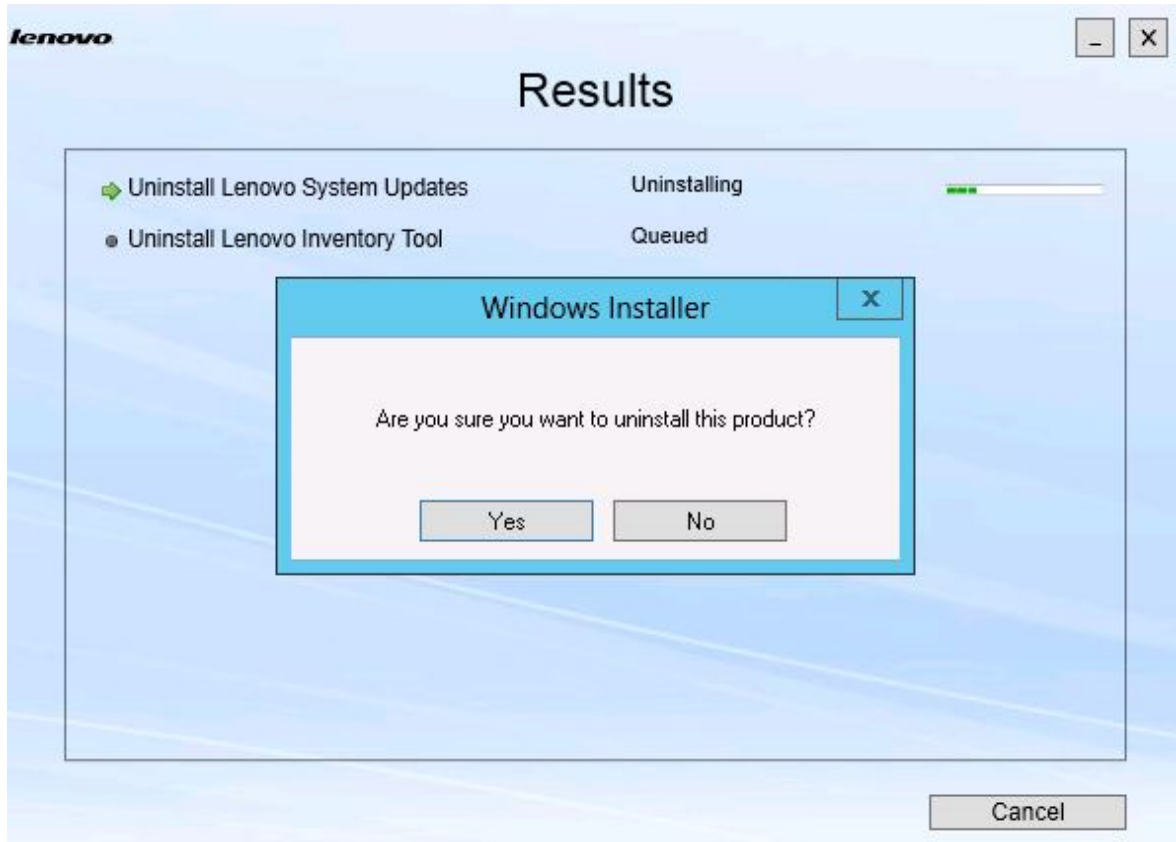 lenovo
_ X
Results
Uninstall Lenovo System Updates Uninstalling
Uninstall Lenovo Inventory Tool Queued
Windows Installer x
Are you sure you want to uninstall this product?
Yes No
Cancel